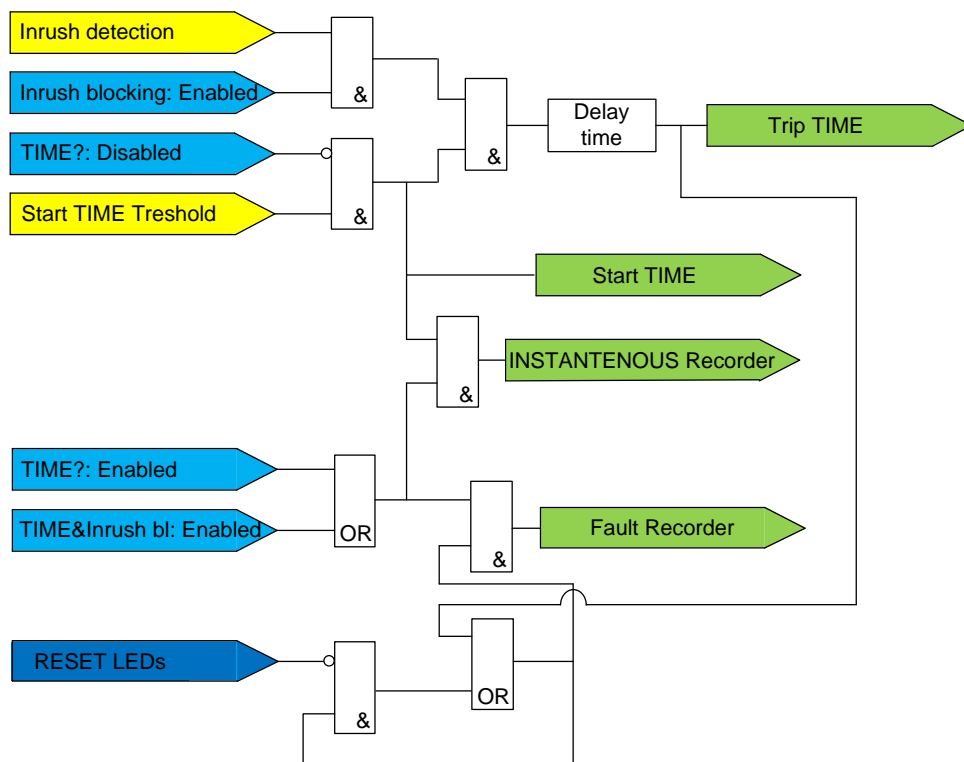 Inrush detection
Inrush blocking: Enabled
&
TIME?: Disabled
Start TIME Treshold
&
&
Delay
time
Trip TIME
Start TIME
INSTANTENOUS Recorder
&
TIME?: Enabled
TIME&Inrush bl: Enabled
OR
Fault Recorder
&
RESET LEDs
&
OR